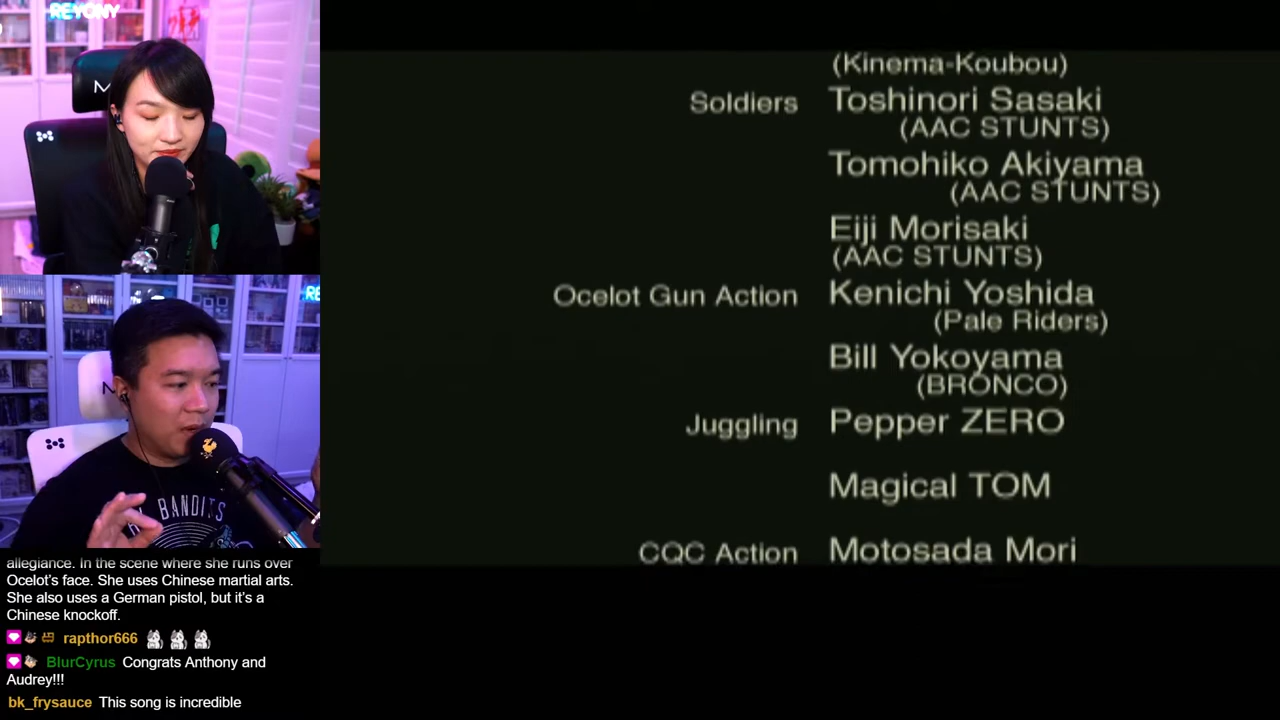 REYONY
(Kinema-Koubou)
Soldiers Toshinori Sasaki
(AAC STUNTS)
Tomohiko Akiyama
(AAC STUNTS)
Eiji Morisaki
(AAC STUNTS)
Ocelot Gun Action Kenichi Yoshida
(Pale Riders)
Bill Yokoyama
(BRONCO)
Juggling Pepper ZERO
Magical TOM
CQC Action Motosada Mori
RE
BANDITS
allegiance. In the scene where she runs over
Ocelot's face. She uses Chinese martial arts.
She also uses a German pistol, but it's a
Chinese knockoff.
rapthor666
BlurCyrus Congrats Anthony and
Audrey!!!
bk_frysauce This song is incredible